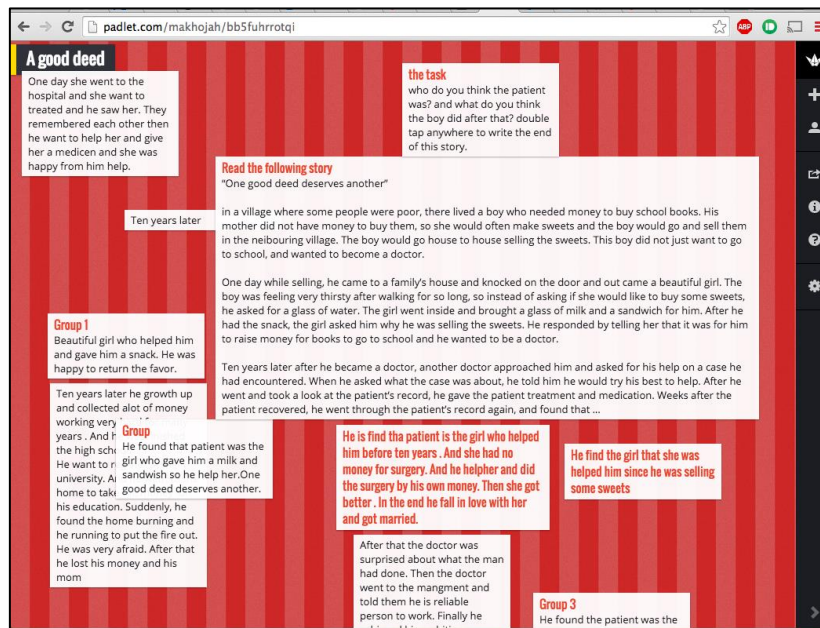 padlet.com/makhojah/bb5fuhrrotqi
ABP
A good deed
One day she went to the
hospital and she want to
treated and he saw her. They
remembered each other then
he want to help her and give
her a medicen and she was
happy from him help.
the task
who do you think the patient
was? and what do you think
the boy did after that? double
tap anywhere to write the end
of this story.
Read the following story
"One good deed deserves another"
in a village where some people were poor, there lived a boy who needed money to buy school books. His
mother did not have money to buy them, so she would often make sweets and the boy would go and sell them
in the neibouring village. The boy would go house to house selling the sweets. This boy did not just want to go
to school, and wanted to become a doctor.
One day while selling, he came to a family's house and knocked on the door and out came a beautiful girl. The
boy was feeling very thirsty after walking for so long, so instead of asking if she would like to buy some sweets,
he asked for a glass of water. The girl went inside and brought a glass of milk and a sandwich for him. After he
had the snack, the girl asked him why he was selling the sweets. He responded by telling her that it was for him
to raise money for books to go to school and he wanted to be a doctor.
Ten years later after he became a doctor, another doctor approached him and asked for his help on a case he
had encountered. When he asked what the case was about, he told him he would try his best to help. After he
went and took a look at the patient's record, he gave the patient treatment and medication. Weeks after the
patient recovered, he went through the patient's record again, and found that ...
Ten years later
Group 1
Beautiful girl who helped him
and gave him a snack. He was
happy to return the favor.
Ten years later he growth up
and collected alot of money
working very
years . And
the high
He want to
university.
home to take
his education. Suddenly, he
found the home burning and
he running to put the fire out.
He was very afraid. After that
he lost his money and his
mom
Group
He found that patient was the
girl who gave him a milk and
sandwish so he help her.One
good deed deserves another.
He is find tha patient is the girl who helped
him before ten years . And she had no
money for surgery. And he helpher and did
the surgery by his own money. Then she got
better . In the end he fall in love with her
and got married.
He find the girl that she was
helped him since he was selling
some sweets
After that the doctor was
surprised about what the man
had done. Then the doctor
went to the mangment and
told them he is reliable
person to work. Finally he
Group 3
He found the patient was the